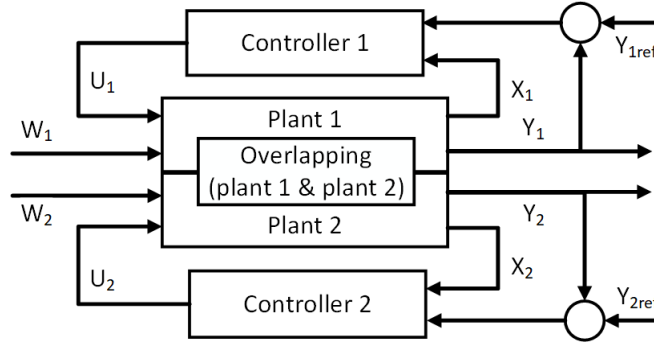 Controller 1
Y1ref
U1
X1
Plant 1
W1
Y1
Overlapping
(plant 1 & plant 2)
W2
Y2
Plant 2
U2
X2
Controller 2
Y2ref